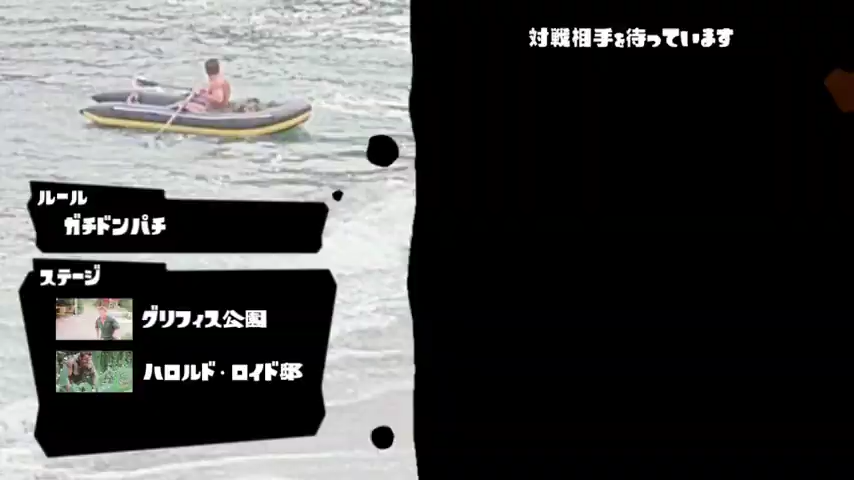 対戦相手を待っています
ルール
ガチドンパチ
ステージ
グリフィス公園
ハロルド・ロイド邸